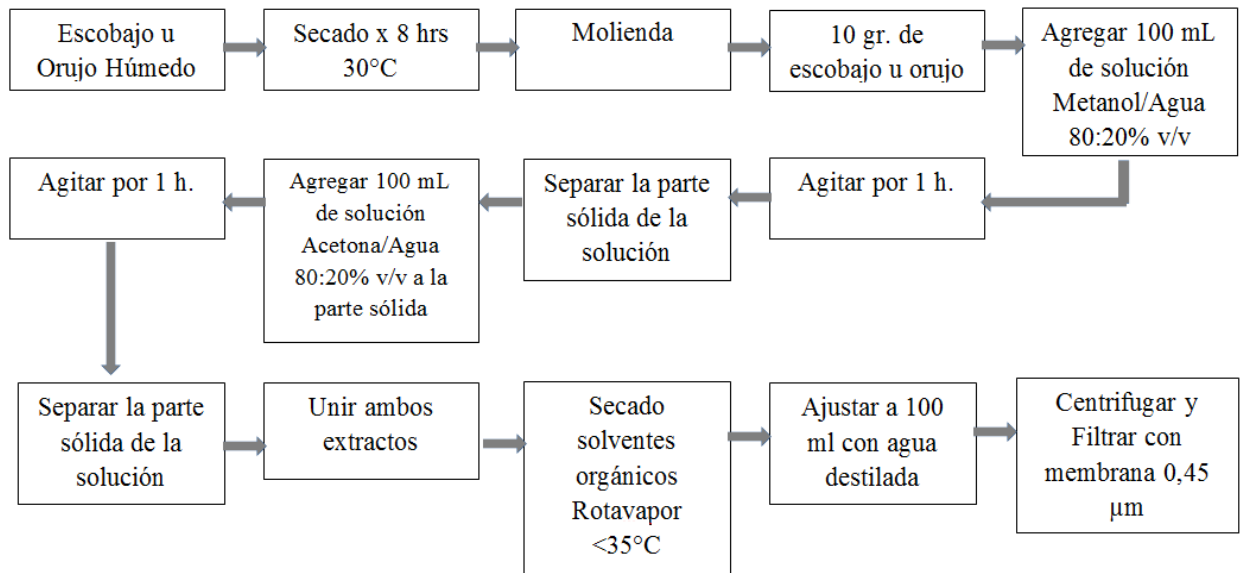 Escobajo u
Orujo Húmedo
Secado x 8 hrs
30°C
Molienda
10 gr. de
escobajo u orujo
Agregar 100 mL
de solución
Metanol/Agua
80:20% v/v
Agitar por 1 h.
Separar la parte
sólida de la
solución
Agregar 100 mL
de solución
Acetona/Agua
80:20% v/v a la
parte sólida
Agitar por 1 h.
Separar la parte
sólida de la
solución
Unir ambos
extractos
Secado
solventes
orgánicos
Rotavapor
<35°C
Ajustar a 100
ml con agua
destilada
Centrifugar y
Filtrar con
membrana 0,45
µm